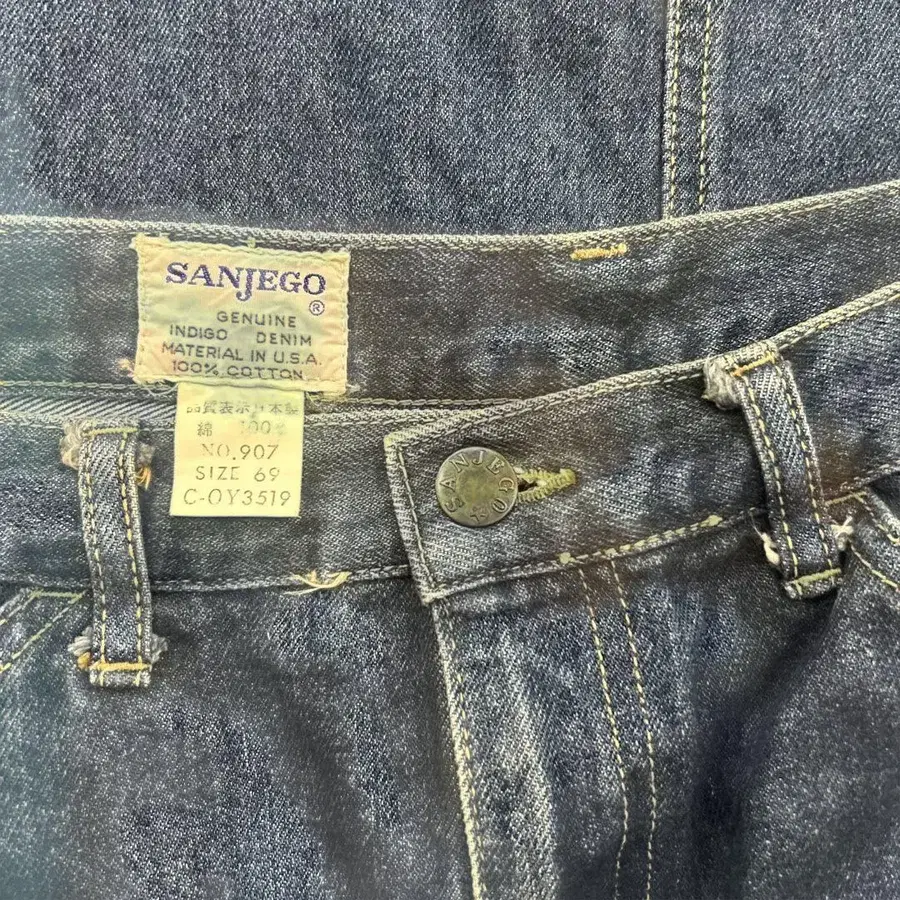 SANJEGO
®
GENUINE
INDIGO DENIM
MATERIAL IN U.S.A.
100% COTTON
品質表示日本製
綿 100%
NO.907
SIZE 69
C-OY3519
SANJEGO